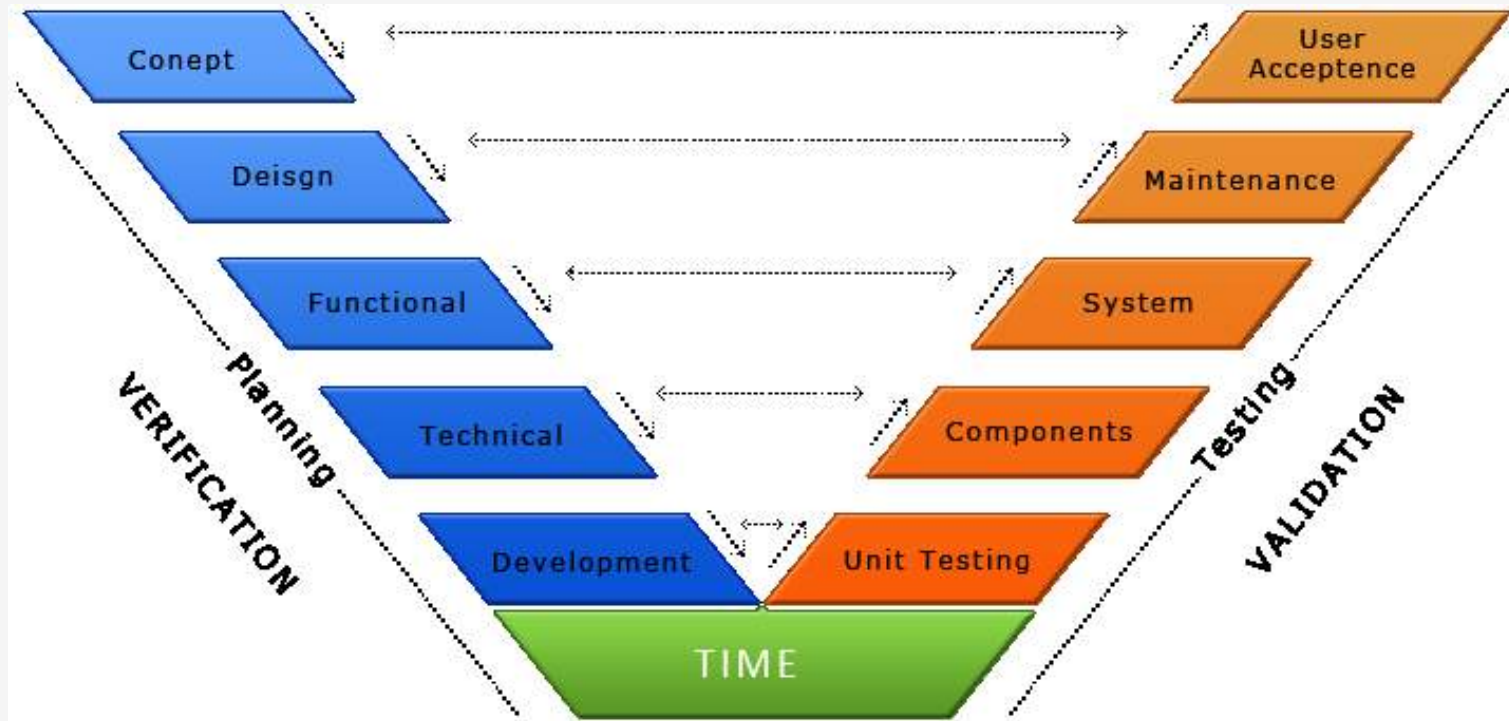 Conept
User
Acceptence
Deisgn
Maintenance
Functional
System
Planning
Testing
VERIFICATION
VALIDATION
Technical
Components
Development
Unit Testing
TIME